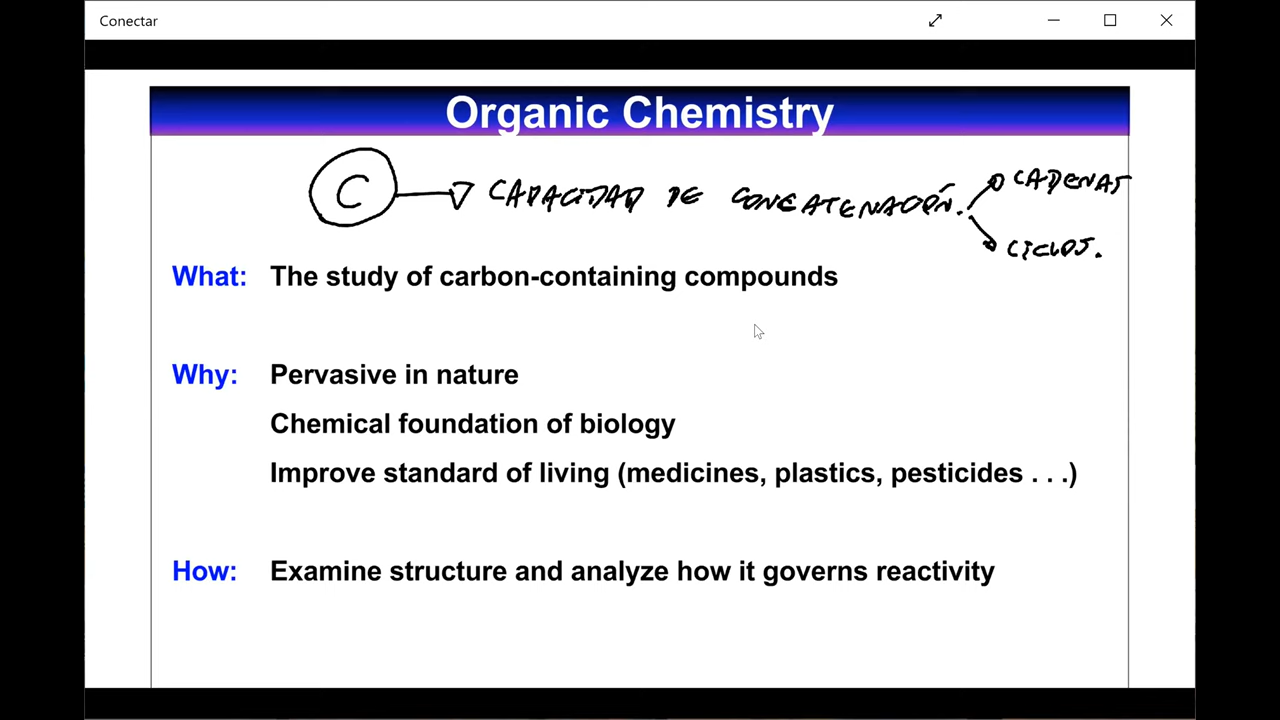 Conectar
Organic Chemistry
C CAPACIDAD DE CONCATENACIÓN. CADENAS
CICLOS.
What: The study of carbon-containing compounds
Why: Pervasive in nature
Chemical foundation of biology
Improve standard of living (medicines, plastics, pesticides . . .)
How: Examine structure and analyze how it governs reactivity